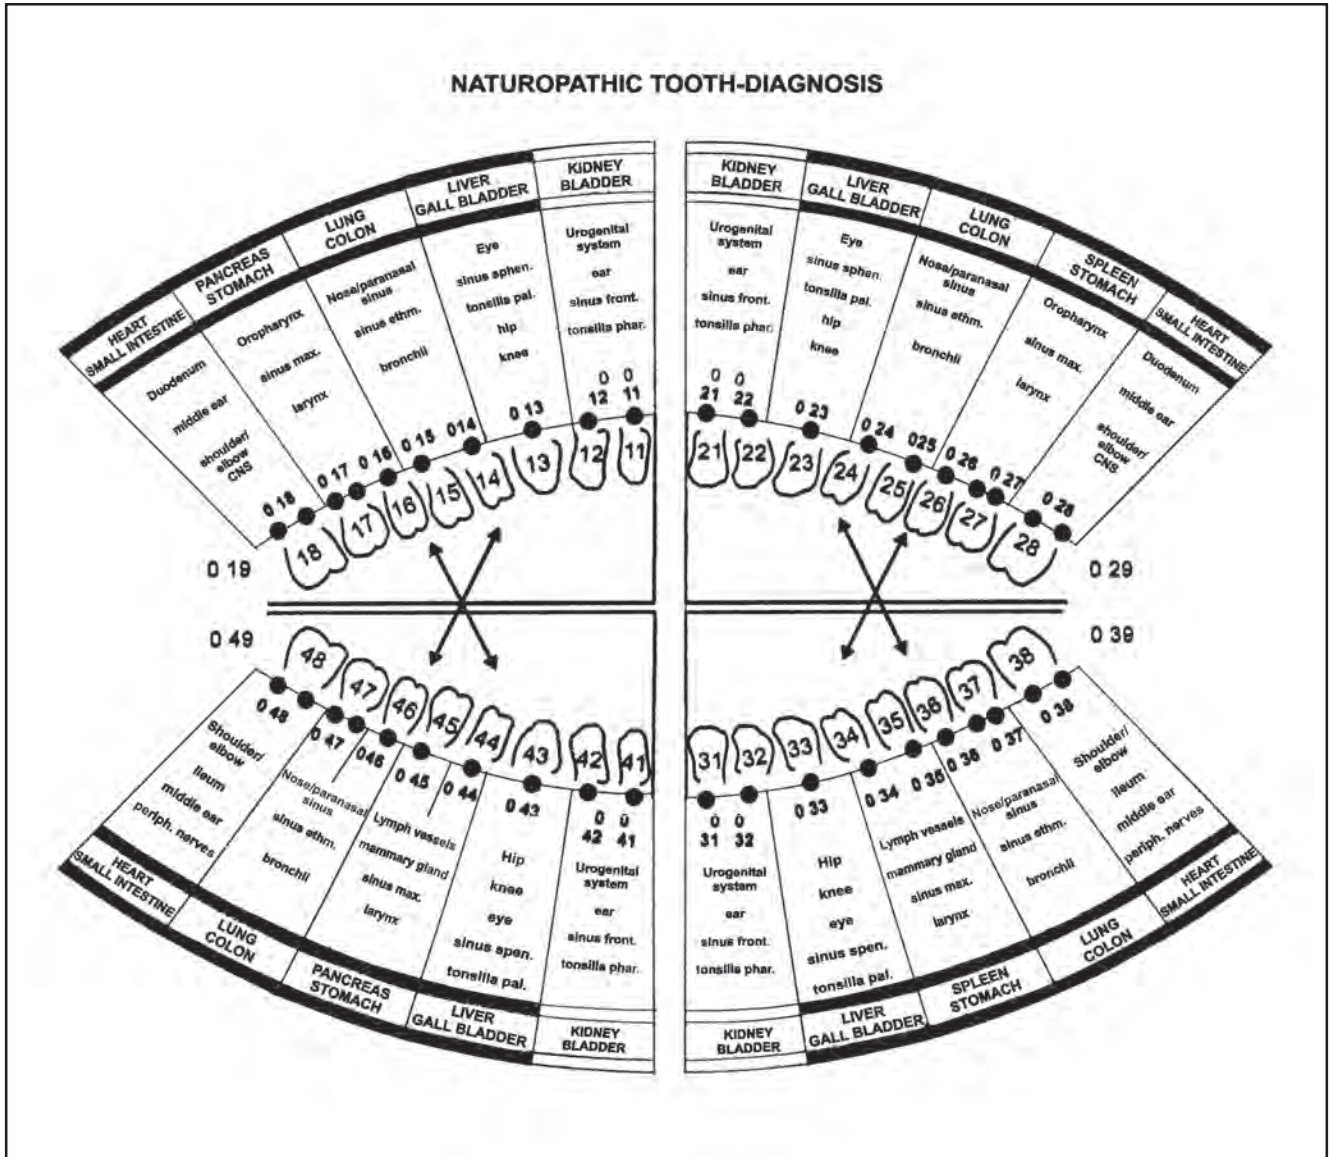 NATUROPATHIC TOOTH-DIAGNOSIS
HEART
SMALL INTESTINE
PANCREAS
STOMACH
LUNG
COLON
LIVER
GALL BLADDER
KIDNEY
BLADDER
KIDNEY
BLADDER
LIVER
GALL BLADDER
LUNG
COLON
SPLEEN
STOMACH
HEART
SMALL INTESTINE
Duodenum
middle ear
shoulder/
elbow
CNS
Oropharynx
sinus max.
larynx
Nose/paranasal
sinus
sinus ethm.
bronchii
Eye
sinus sphen.
tonsilla pal.
hip
knee
Urogenital
system
ear
sinus front.
tonsilla phar.
Urogenital
system
ear
sinus front.
tonsilla phar.
Eye
sinus sphen.
tonsilla pal.
hip
knee
Nose/paranasal
sinus
sinus ethm.
bronchii
Oropharynx
sinus max.
larynx
Duodenum
middle ear
shoulder/
elbow
CNS
0 18
0 17
0 16
0 15
014
0 13
0 0
12 11
0 0
21 22
0 23
0 24
025
0 26
0 27
0 28
18 17 16 15 14 13 12 11
21 22 23 24 25 26 27 28
0 19
0 29
0 49
0 39
48 47 46 45 44 43 42 41
31 32 33 34 35 36 37 38
0 48
0 47
046
0 45
0 44
0 43
0 0
42 41
0 0
31 32
0 33
0 34
0 35
0 36
0 37
0 38
Shoulder/
elbow
ileum
middle ear
periph. nerves
Nose/paranasal
sinus
sinus ethm.
bronchii
Lymph vessels
mammary gland
sinus max.
larynx
Hip
knee
eye
sinus spen.
tonsilla pal.
Urogenital
system
ear
sinus front.
tonsilla phar.
Urogenital
system
ear
sinus front.
tonsilla phar.
Hip
knee
eye
sinus spen.
tonsilla pal.
Lymph vessels
mammary gland
sinus max.
larynx
Nose/paranasal
sinus
sinus ethm.
bronchii
Shoulder/
elbow
ileum
middle ear
periph. nerves
HEART
SMALL INTESTINE
LUNG
COLON
PANCREAS
STOMACH
LIVER
GALL BLADDER
KIDNEY
BLADDER
KIDNEY
BLADDER
LIVER
GALL BLADDER
SPLEEN
STOMACH
LUNG
COLON
HEART
SMALL INTESTINE